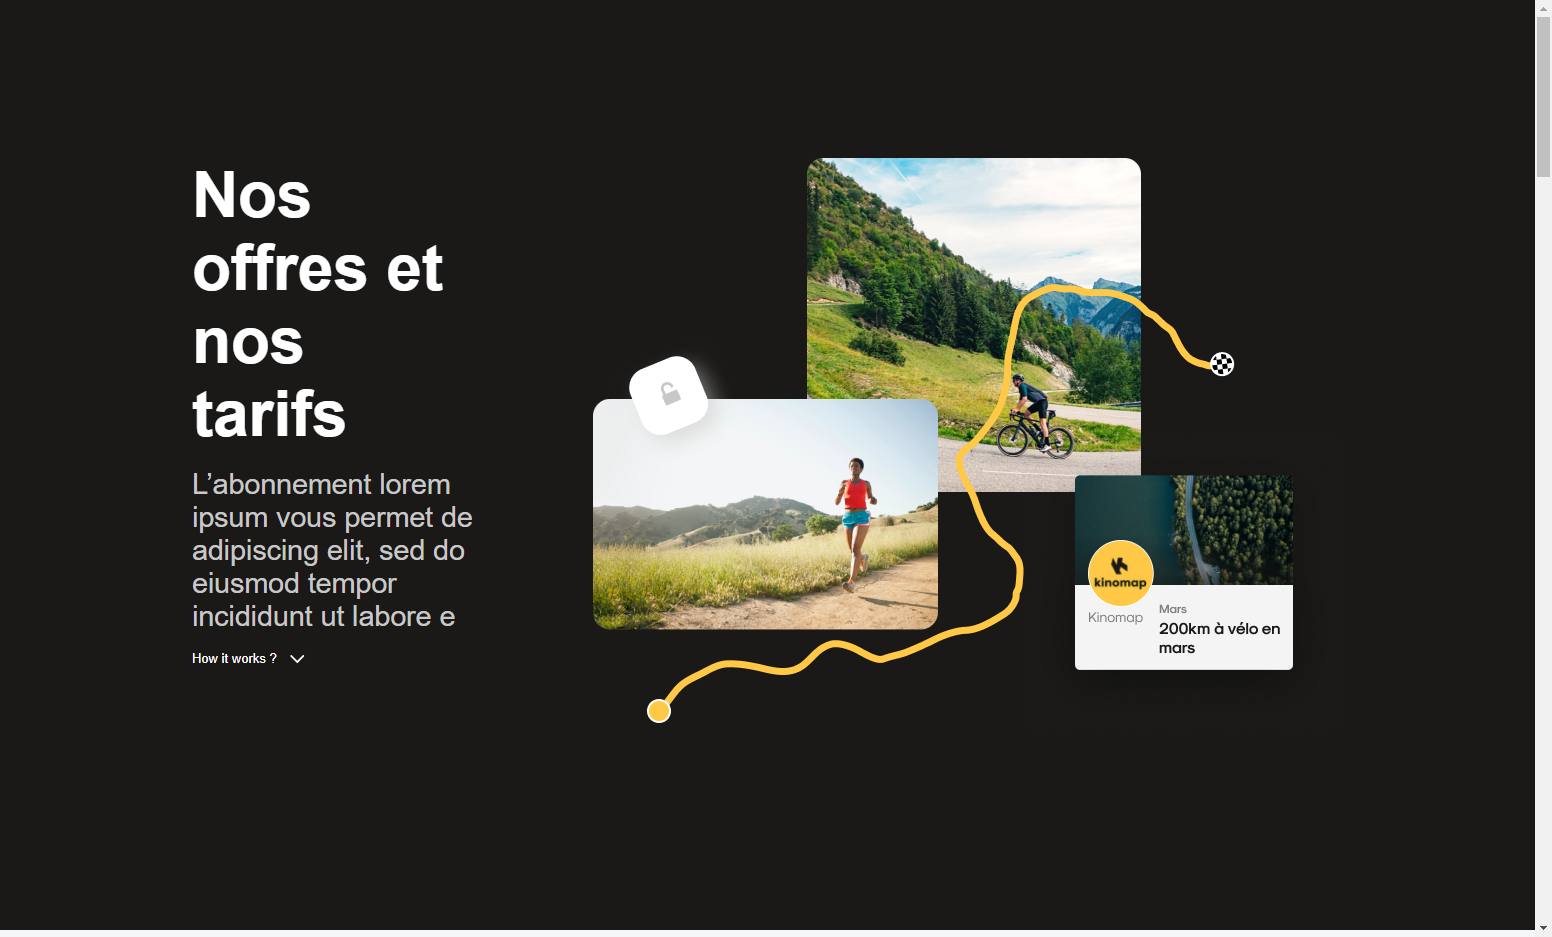 Nos
offres et
nos
tarifs
L’abonnement lorem
ipsum vous permet de
adipiscing elit, sed do
eiusmod tempor
incididunt ut labore e
How it works ?
kinomap
Kinomap
Mars
200km à vélo en
mars